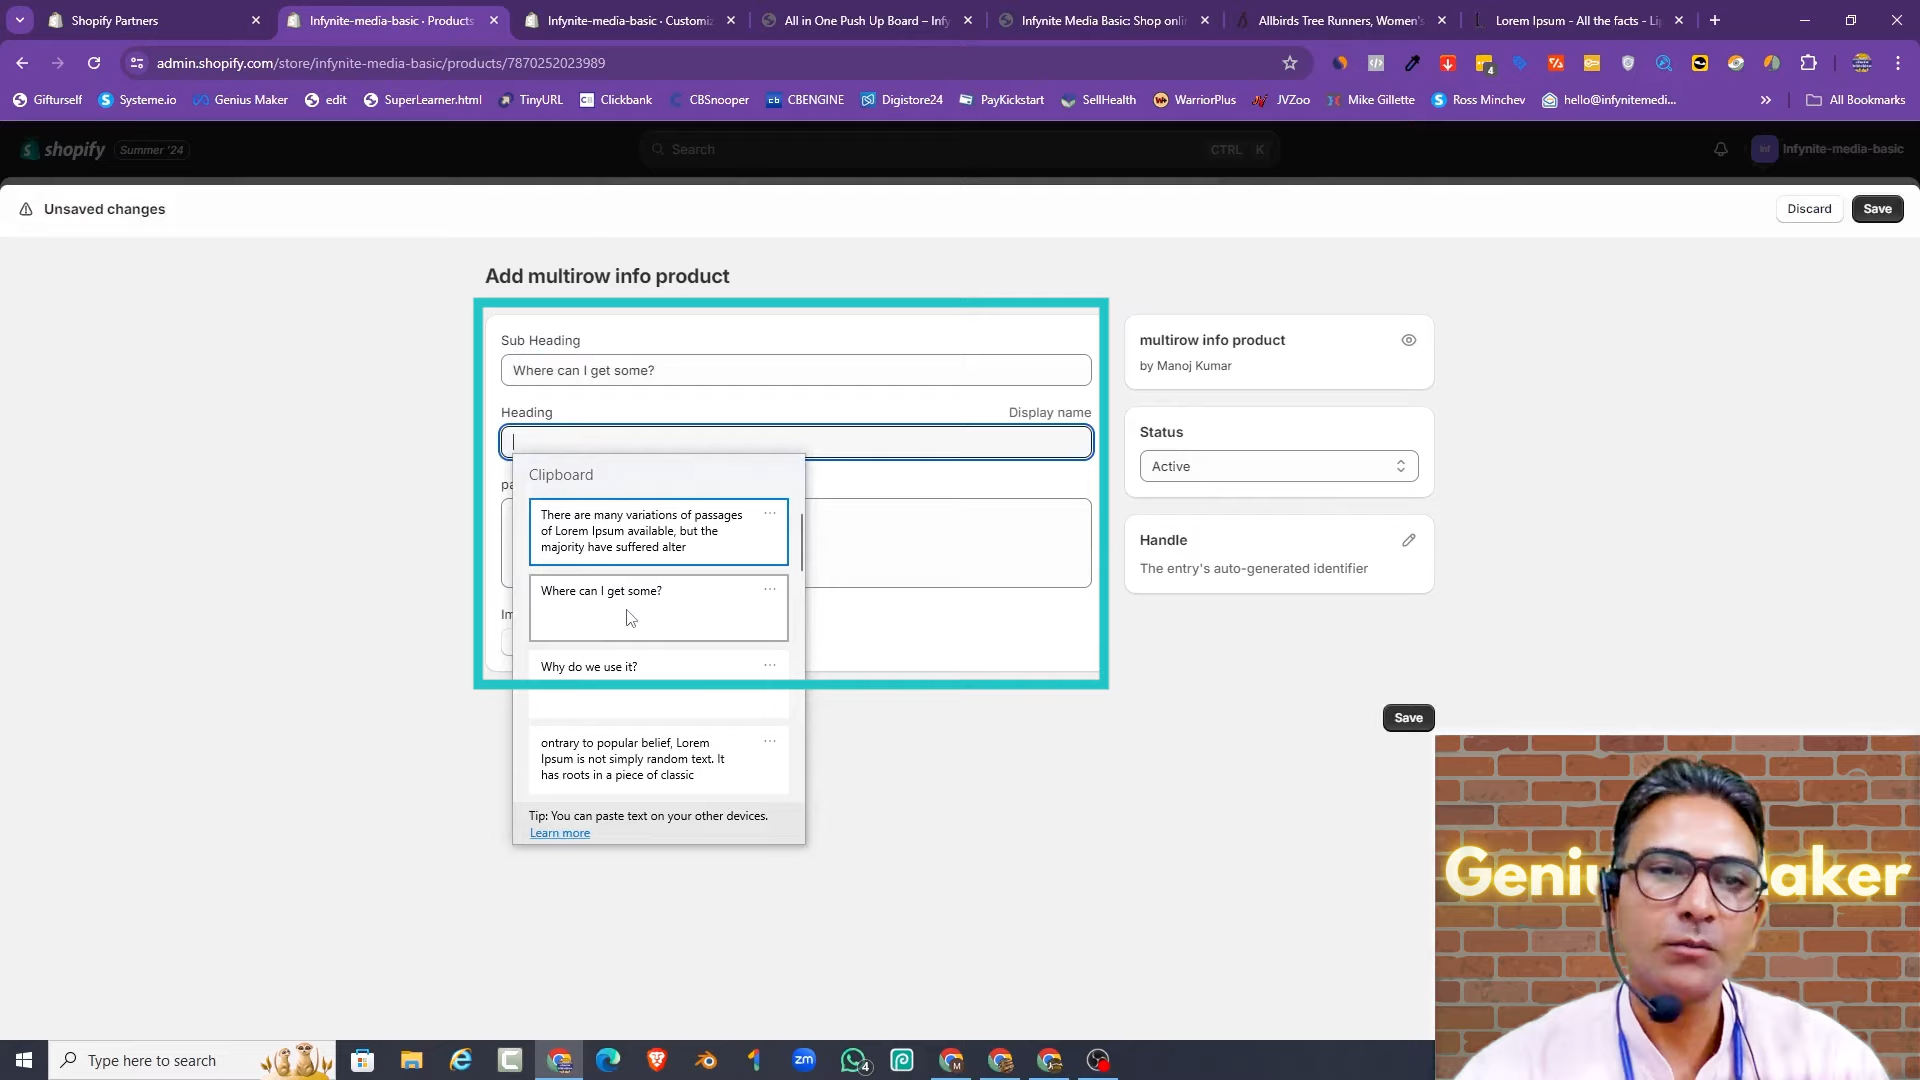 Shopify Partners
Infynite-media-basic · Products
Infynite-media-basic · Customiz
All in One Push Up Board – Infy
Infynite Media Basic: Shop onli
Allbirds Tree Runners, Women's
Lorem Ipsum - All the facts - Lip
admin.shopify.com/store/infynite-media-basic/products/7870252023989
4
Gifturself
Systeme.io
Genius Maker
edit
SuperLearner.html
TinyURL
Clickbank
CBSnooper
CBENGINE
Digistore24
PayKickstart
SellHealth
WarriorPlus
JVZoo
Mike Gillette
Ross Minchev
hello@infynitemedi...
All Bookmarks
shopify
Summer '24
Search
CTRL K
Inf
Infynite-media-basic
Unsaved changes
Discard
Save
Add multirow info product
Sub Heading
Where can I get some?
Heading
Display name
pa
Im
Clipboard
There are many variations of passages
of Lorem Ipsum available, but the
majority have suffered alter
Where can I get some?
Why do we use it?
ontrary to popular belief, Lorem
Ipsum is not simply random text. It
has roots in a piece of classic
Tip: You can paste text on your other devices.
Learn more
multirow info product
by Manoj Kumar
Status
Active
Handle
The entry's auto-generated identifier
Save
Geni
aker
Type here to search
zm
4